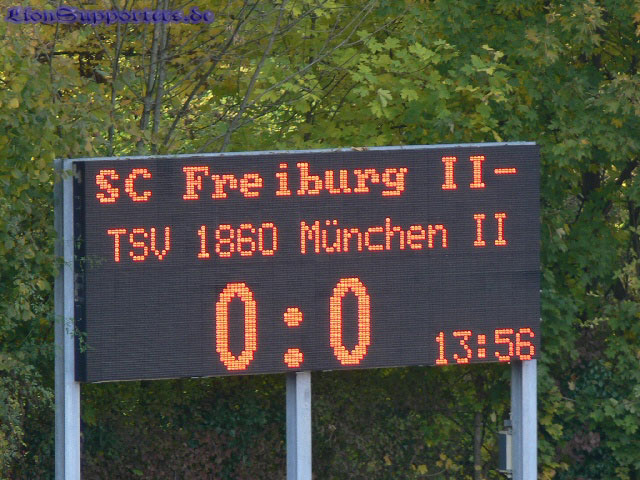 LionSupporters.de
SC Freiburg II-
TSV 1860 München II
0:0
13:56